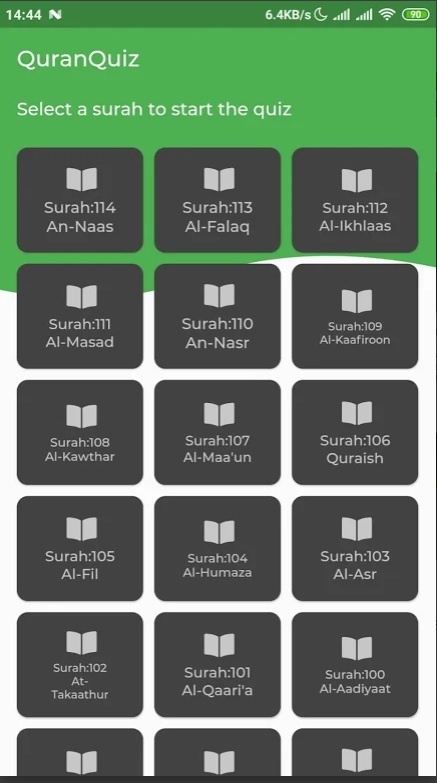 14:44 6.4KB/s 90
QuranQuiz
Select a surah to start the quiz
Surah:114
An-Naas
Surah:113
Al-Falaq
Surah:112
Al-Ikhlaas
Surah:111
Al-Masad
Surah:110
An-Nasr
Surah:109
Al-Kaafiroon
Surah:108
Al-Kawthar
Surah:107
Al-Maa'un
Surah:106
Quraish
Surah:105
Al-Fil
Surah:104
Al-Humaza
Surah:103
Al-Asr
Surah:102
At-
Takaathur
Surah:101
Al-Qaari'a
Surah:100
Al-Aadiyaat